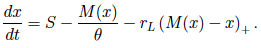 dx/dt = S − M(x)/θ − r_L (M(x) − x)_+ .